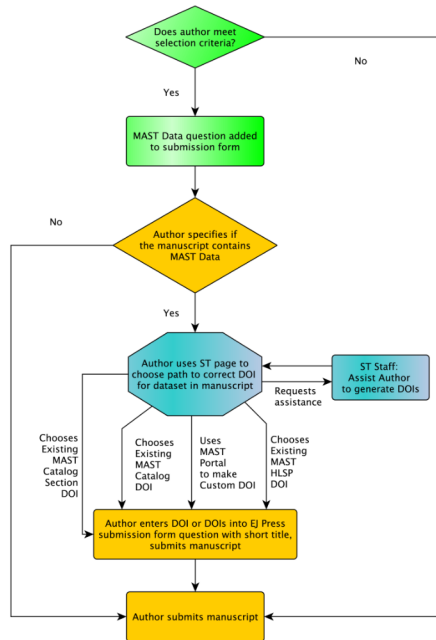 Does author meet
selection criteria?
No
Yes
MAST Data question added
to submission form
No
Author specifies if
the manuscript contains
MAST Data
Yes
Author uses ST page to
choose path to correct DOI
for dataset in manuscript
ST Staff:
Assist Author
to generate DOIs
Requests
assistance
Chooses
Existing
MAST
Catalog
Section
DOI
Chooses
Existing
MAST
Catalog
DOI
Uses
MAST
Portal
to make
Custom DOI
Chooses
Existing
MAST
HLSP
DOI
Author enters DOI or DOIs into EJ Press
submission form question with short title,
submits manuscript
Author submits manuscript